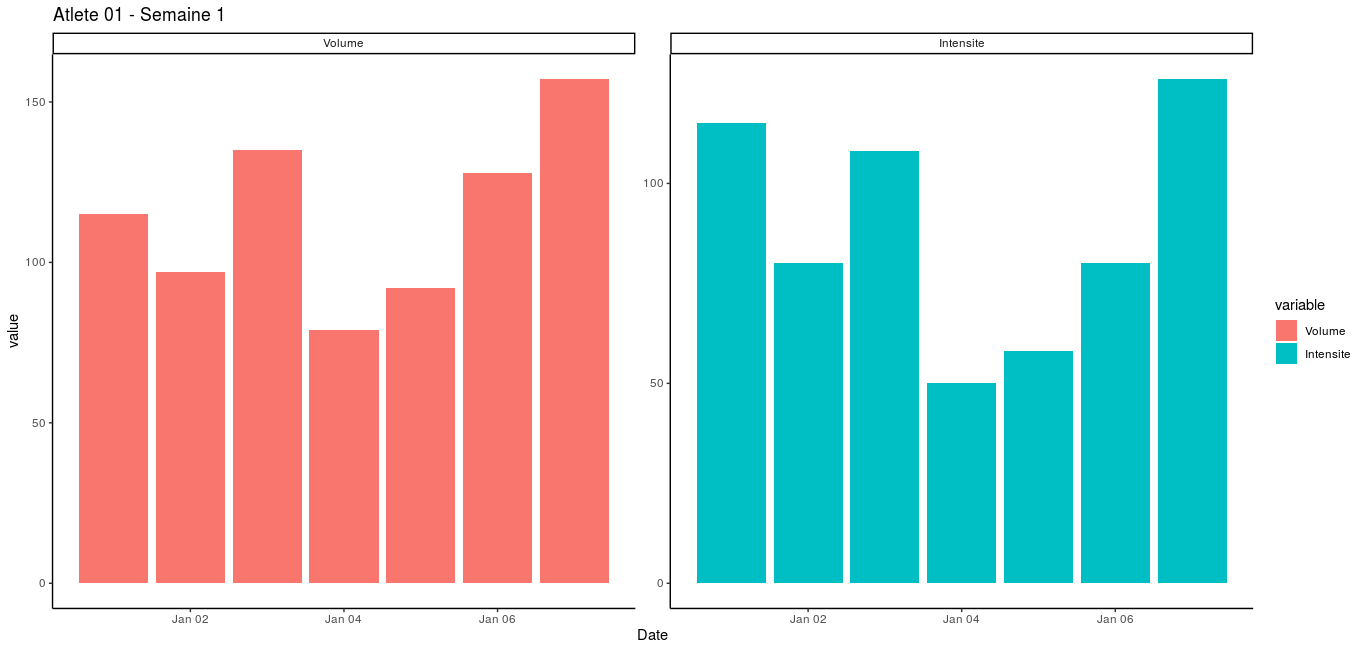 Atlete 01 - Semaine 1
Volume
Intensite
value
150
100
50
0
100
50
0
Jan 02
Jan 04
Jan 06
Jan 02
Jan 04
Jan 06
Date
variable
Volume
Intensite